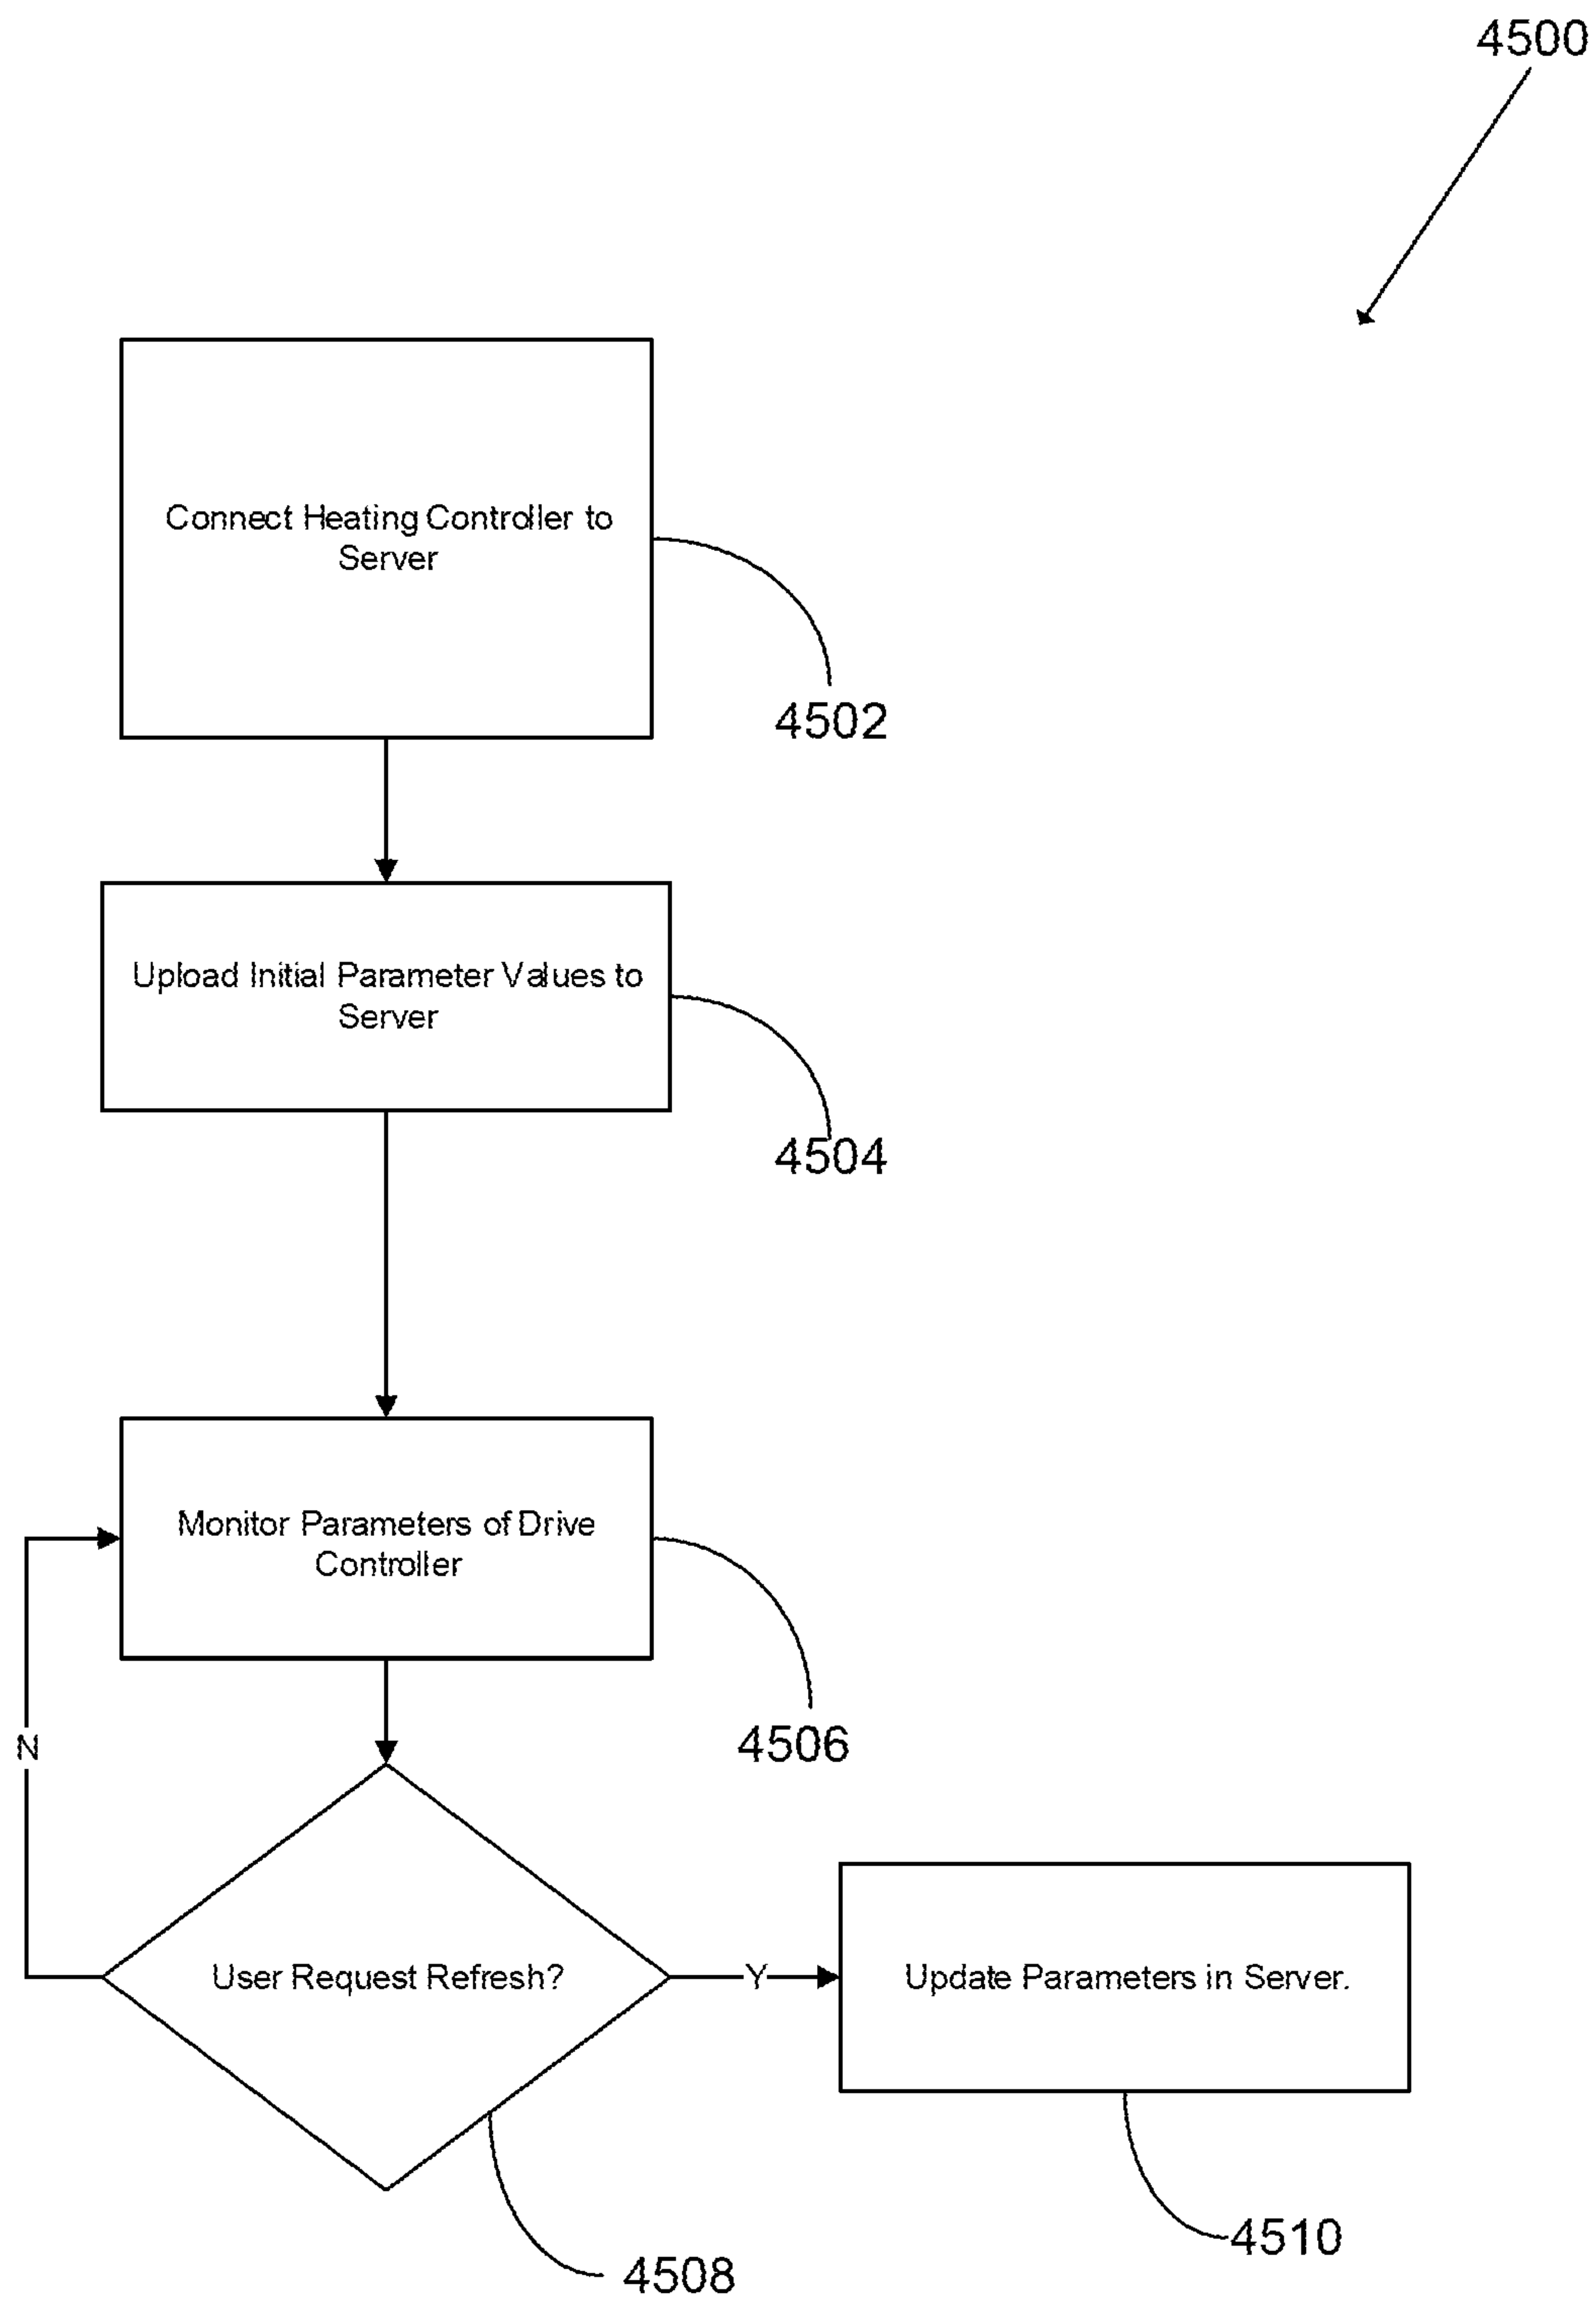 4500
Connect Heating Controller to
Server
4502
Upload Initial Parameter Values to
Server
4504
Monitor Parameters of Drive
Controller
4506
N
User Request Refresh?
Y
Update Parameters in Server.
4508
4510